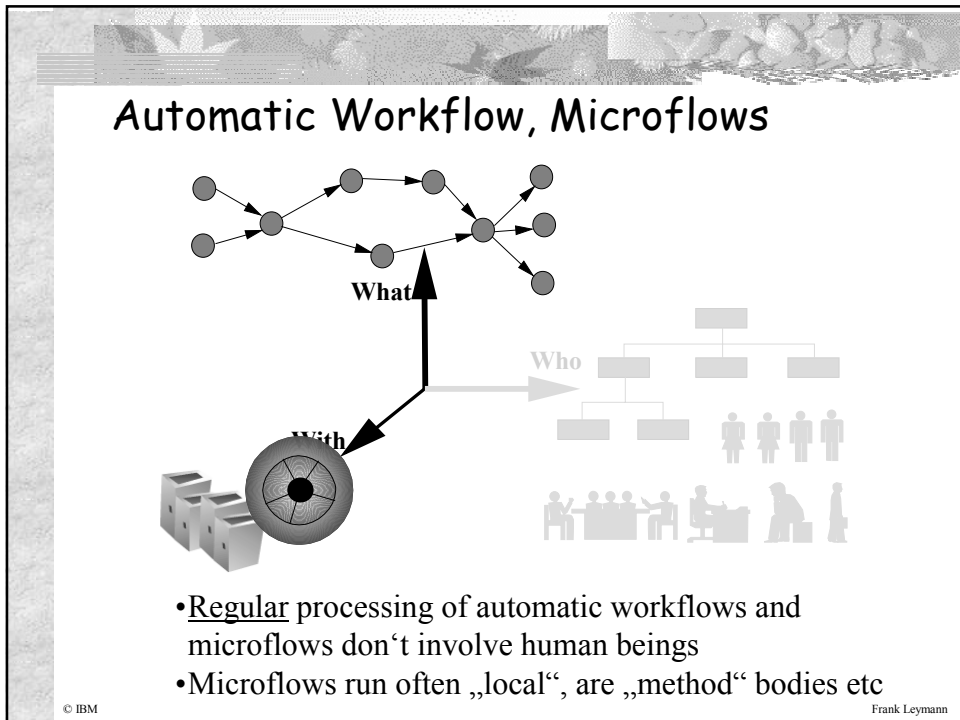 Automatic Workflow, Microflows
What
Who
With
•Regular processing of automatic workflows and
microflows don‘t involve human beings
•Microflows run often „local“, are „method“ bodies etc
© IBM
Frank Leymann